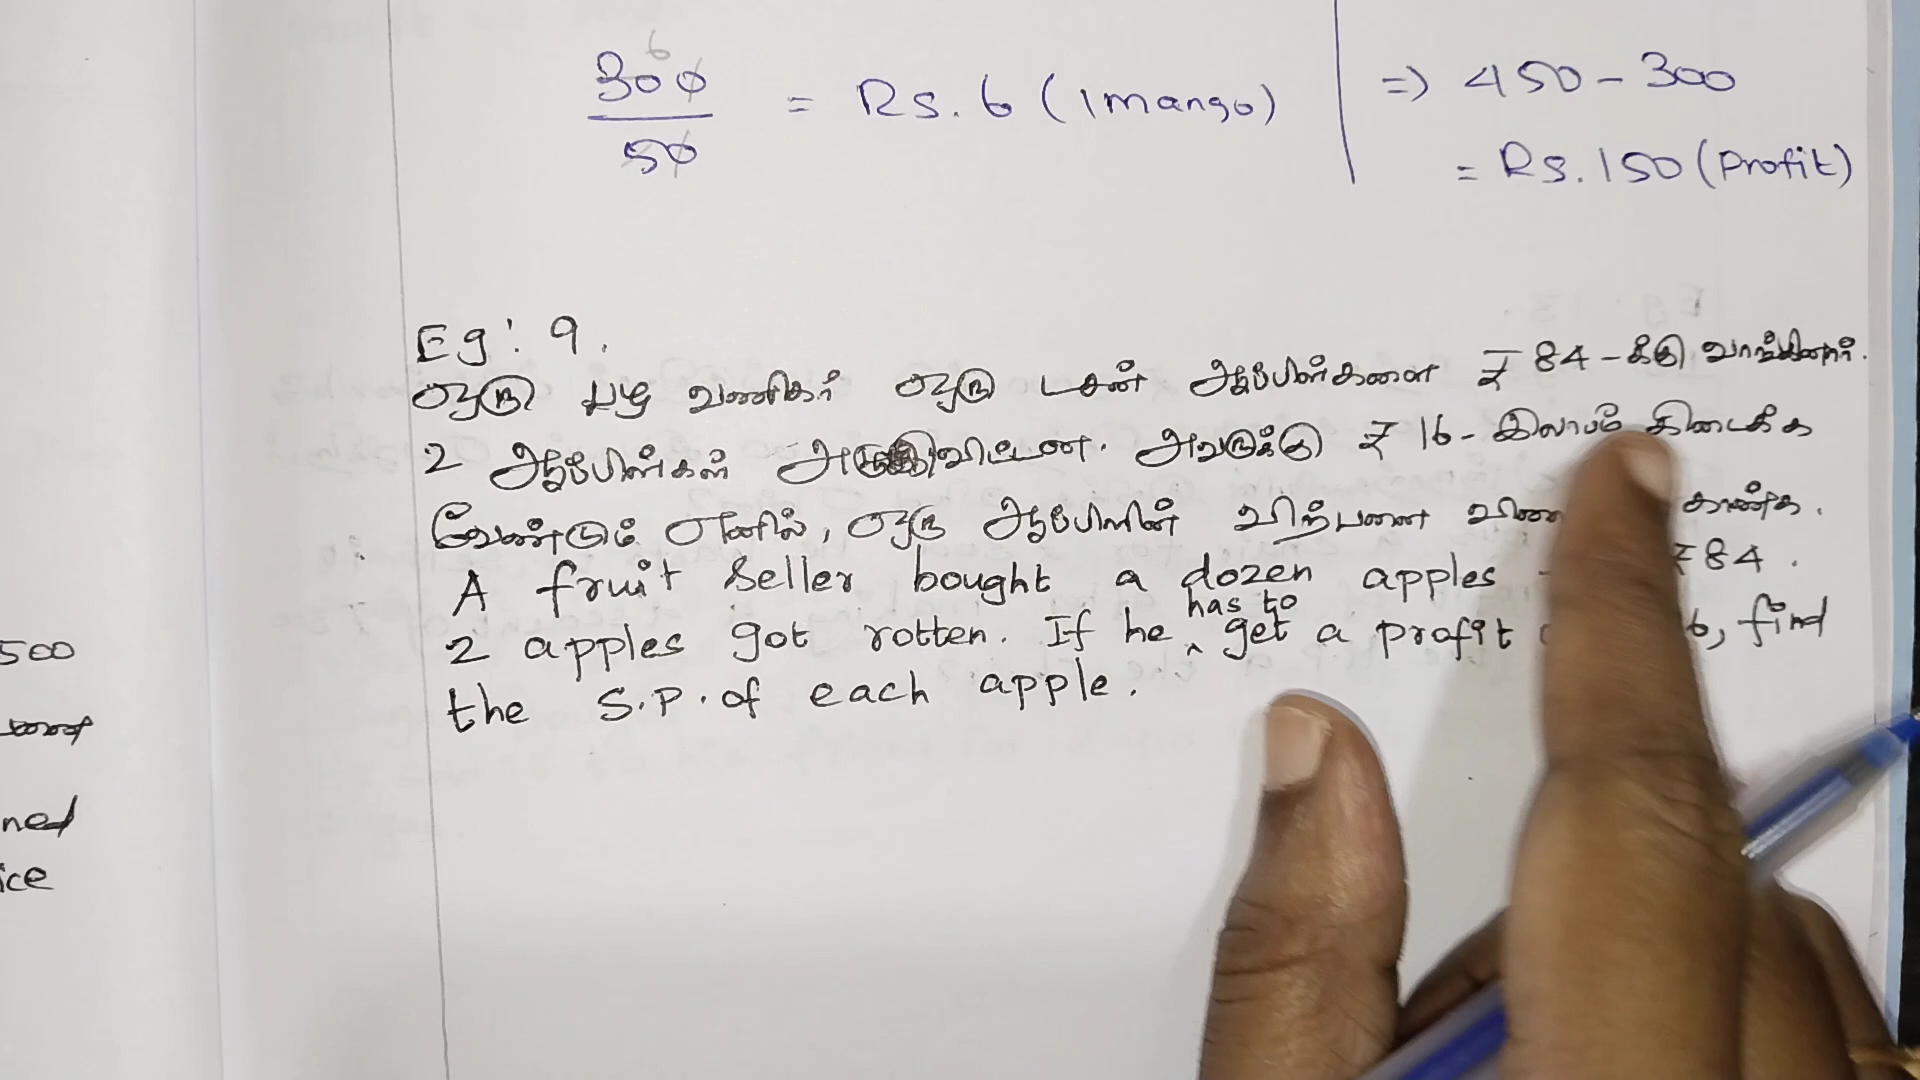 300 6
50
= Rs. 6 (1 mango)
=) 450 - 300
= Rs. 150 (Profit)
Eg: 9.
ஒரு பழ வணிகர் ஒரு டசன் ஆப்பிள்களை ₹ 84 - க்கு வாங்கினார்.
2 ஆப்பிள்கள் அழுகிவிட்டன. அவருக்கு ₹ 16 - இலாபம் கிடைக்க
வேண்டும் எனில், ஒரு ஆப்பிளின் விற்பனை காண்க.
A fruit seller bought a dozen apples ₹84.
2 apples got rotten. If he has to get a profit 6, find
the S.P. of each apple.
500
ned
ice